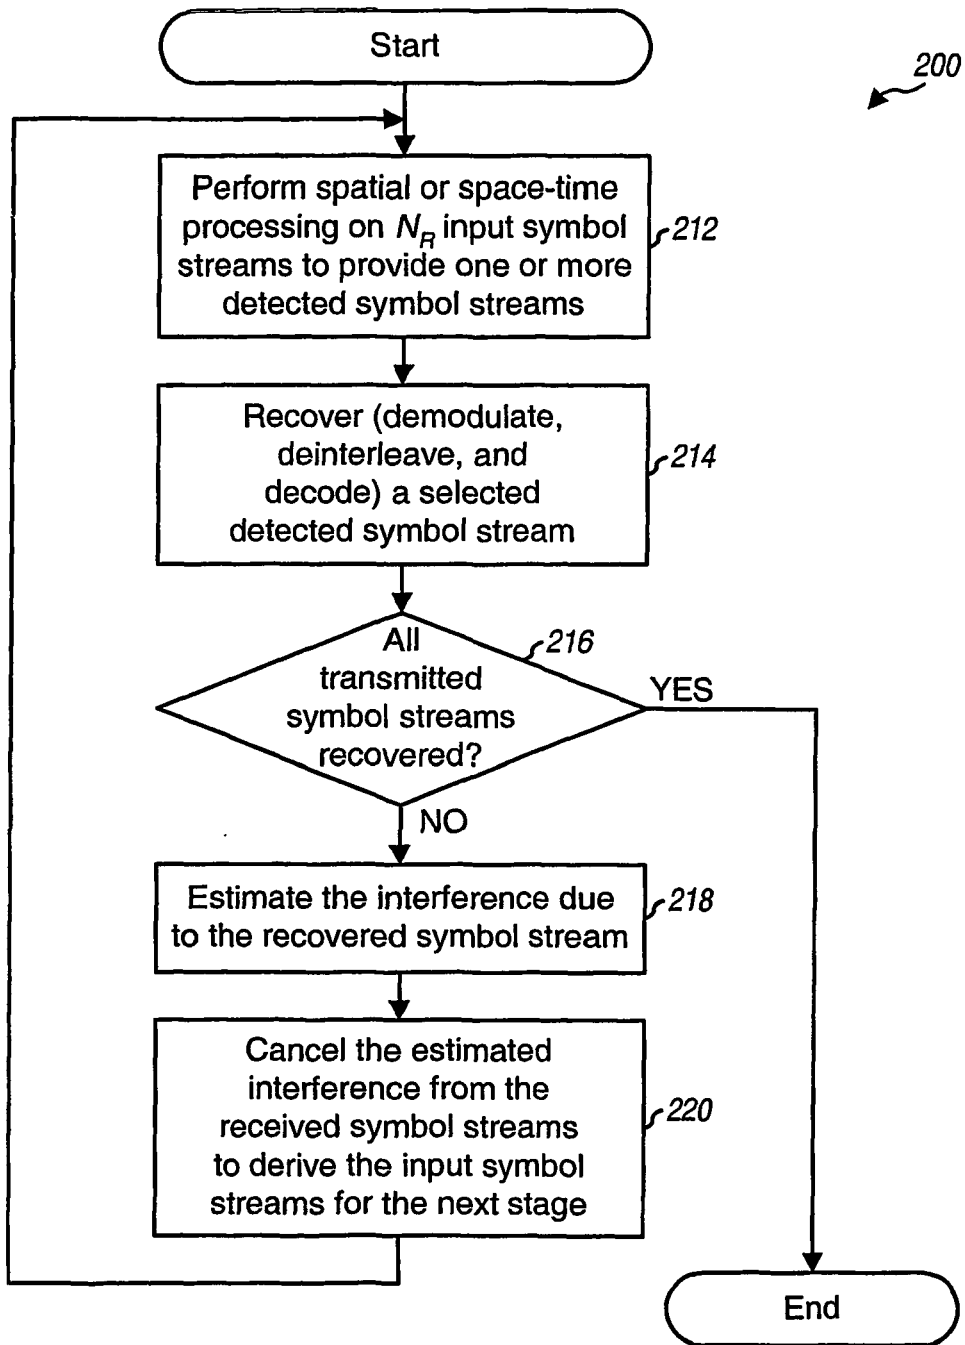 Start
200
Perform spatial or space-time
processing on N_R input symbol
streams to provide one or more
detected symbol streams
212
Recover (demodulate,
deinterleave, and
decode) a selected
detected symbol stream
214
All
transmitted
symbol streams
recovered?
216
YES
NO
Estimate the interference due
to the recovered symbol stream
218
Cancel the estimated
interference from the
received symbol streams
to derive the input symbol
streams for the next stage
220
End